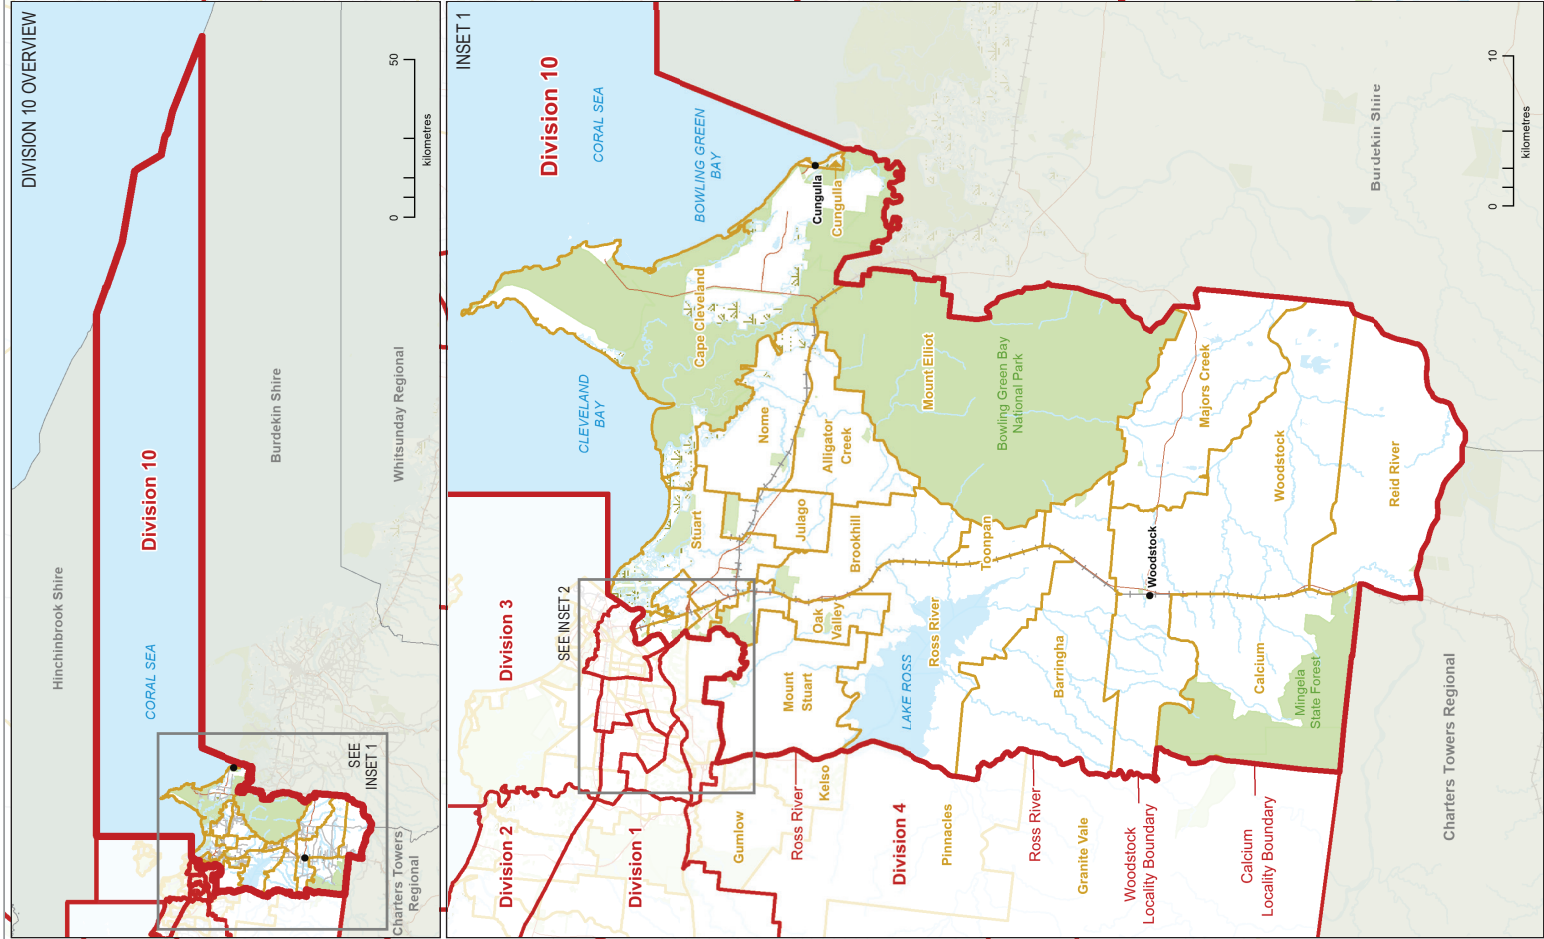 DIVISION 10 OVERVIEW
Hinchinbrook Shire
CORAL SEA
Division 10
Burdekin Shire
Whitsunday Regional
SEE
INSET 1
Charters Towers
Regional
0
50
kilometres
INSET 1
Division 10
CORAL SEA
BOWLING GREEN
BAY
CLEVELAND
BAY
Cungulla
Cungulla
Cape Cleveland
Division 3
SEE INSET 2
Division 2
Division 1
Stuart
Nome
Alligator
Creek
Julago
Brookhill
Mount Elliot
Bowling Green Bay
National Park
Toonpan
Oak
Valley
Mount
Stuart
LAKE ROSS
Ross River
Barringha
Woodstock
Majors Creek
Woodstock
Reid River
Calcium
Mingela
State Forest
Gumlow
Ross River
Kelso
Division 4
Pinnacles
Ross River
Granite Vale
Woodstock
Locality Boundary
Calcium
Locality Boundary
Charters Towers Regional
Burdekin Shire
0
10
kilometres